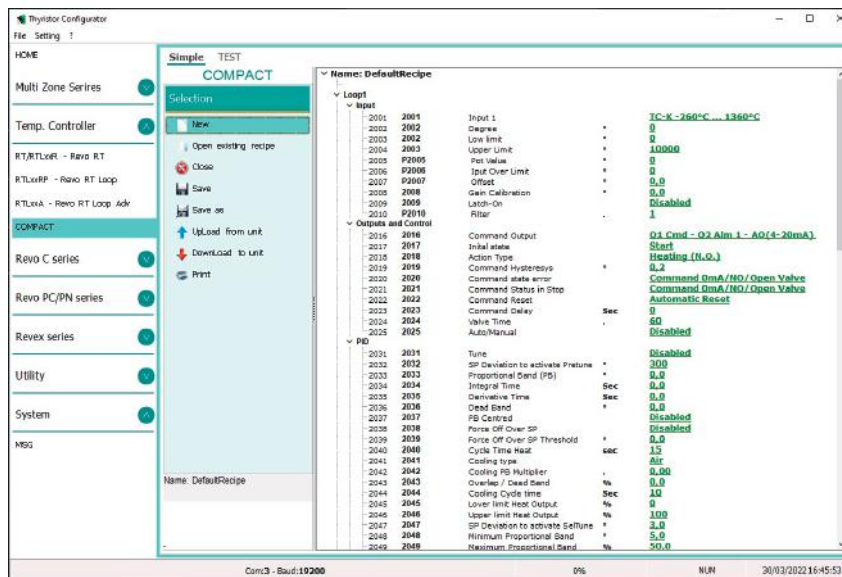 Thyristor Configurator
File Setting ?
HOME
Multi Zone Serires
Temp. Controller
RT/RTLxxR - Revo RT
RTLxxRP - Revo RT Loop
RTLxxA - Revo RT Loop Adv
COMPACT
Revo C series
Revo PC/PN series
Revex series
Utility
System
MSG
Simple TEST
COMPACT
Selection
New
Open existing recipe
Close
Save
Save as
UpLoad from unit
DownLoad to unit
Print
Name: DefaultRecipe
Name: DefaultRecipe
Loop1
Input
2001 2001 Input 1 TC-K -260°C ... 1360°C
2002 2002 Degree * 0
2003 2002 Low limit * 0
2004 2003 Upper Limit * 10000
2005 P2005 Pot Value * 0
2006 P2006 Iput Over Limit * 0
2007 P2007 Offset * 0,0
2008 2008 Gain Calibration * 0,0
2009 2009 Latch-On Disabled
2010 P2010 Filter . 1
Outputs and Control
2016 2016 Command Output O1 Cmd - O2 Alm 1 - AO(4-20mA)
2017 2017 Inital state Start
2018 2018 Action Type Heating (N.O.)
2019 2019 Command Hysteresys * 0,2
2020 2020 Command state error Command 0mA/NO/Open Valve
2021 2021 Command Status in Stop Command 0mA/NO/Open Valve
2022 2022 Command Reset Automatic Reset
2023 2023 Command Delay Sec 0
2024 2024 Valve Time . 60
2025 2025 Auto/Manual Disabled
PID
2031 2031 Tune Disabled
2032 2032 SP Deviation to activate Pretune * 300
2033 2033 Proportional Band (PB) * 0,0
2034 2034 Integral Time Sec 0,0
2035 2035 Derivative Time Sec 0,0
2036 2036 Dead Band * 0,0
2037 2037 PB Centred Disabled
2038 2038 Force Off Over SP Disabled
2039 2039 Force Off Over SP Threshold * 0,0
2040 2040 Cycle Time Heat sec 15
2041 2041 Cooling type Air
2042 2042 Cooling PB Multiplier . 0,00
2043 2043 Overlap / Dead Band % 0,0
2044 2044 Cooling Cycle time Sec 10
2045 2045 Lover limit Heat Output % 0
2046 2046 Upper limit Heat Output % 100
2047 2047 SP Deviation to activate SelTune * 3,0
2048 2048 Minimum Proportional Band * 5,0
2049 2049 Maximum Proportional Band % 50,0
Com:3 - Baud:19200 0% NUM 30/03/2022 16:45:53